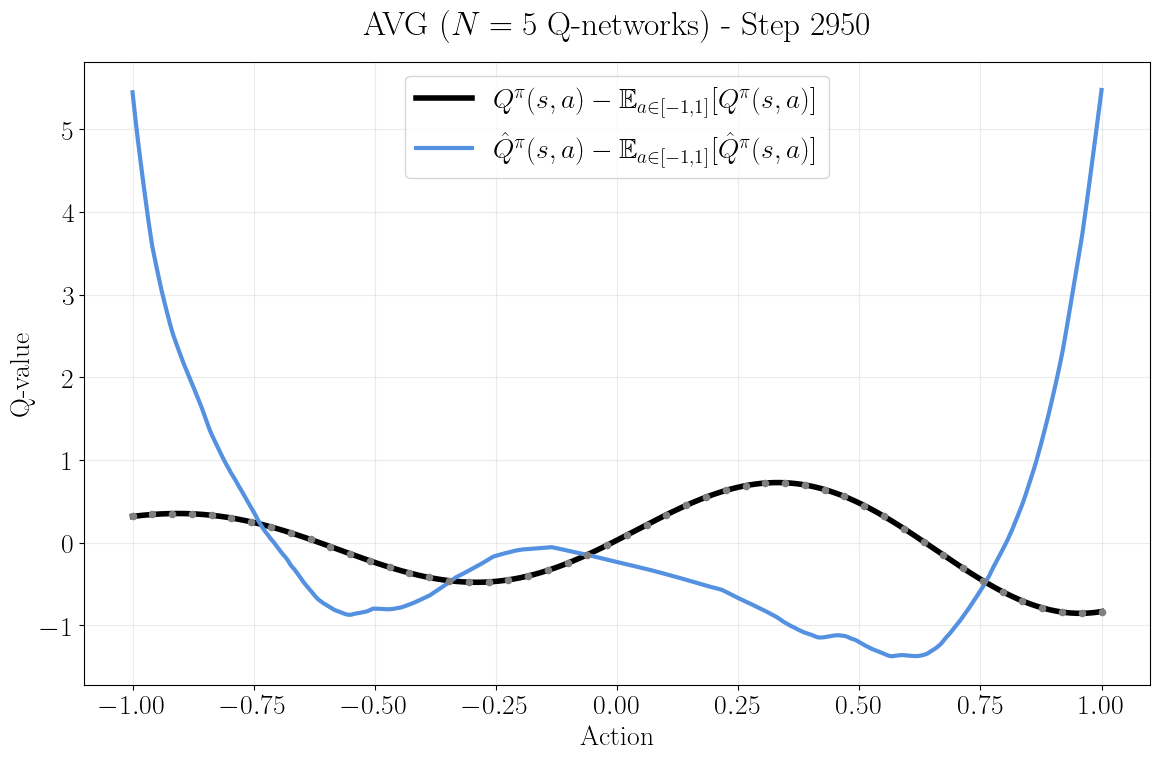 AVG (N = 5 Q-networks) - Step 2950
Q^π(s, a) − 𝔼_{a∈[−1,1]}[Q^π(s, a)]
Q̂^π(s, a) − 𝔼_{a∈[−1,1]}[Q̂^π(s, a)]
Q-value
5
4
3
2
1
0
−1
−1.00 −0.75 −0.50 −0.25 0.00 0.25 0.50 0.75 1.00
Action